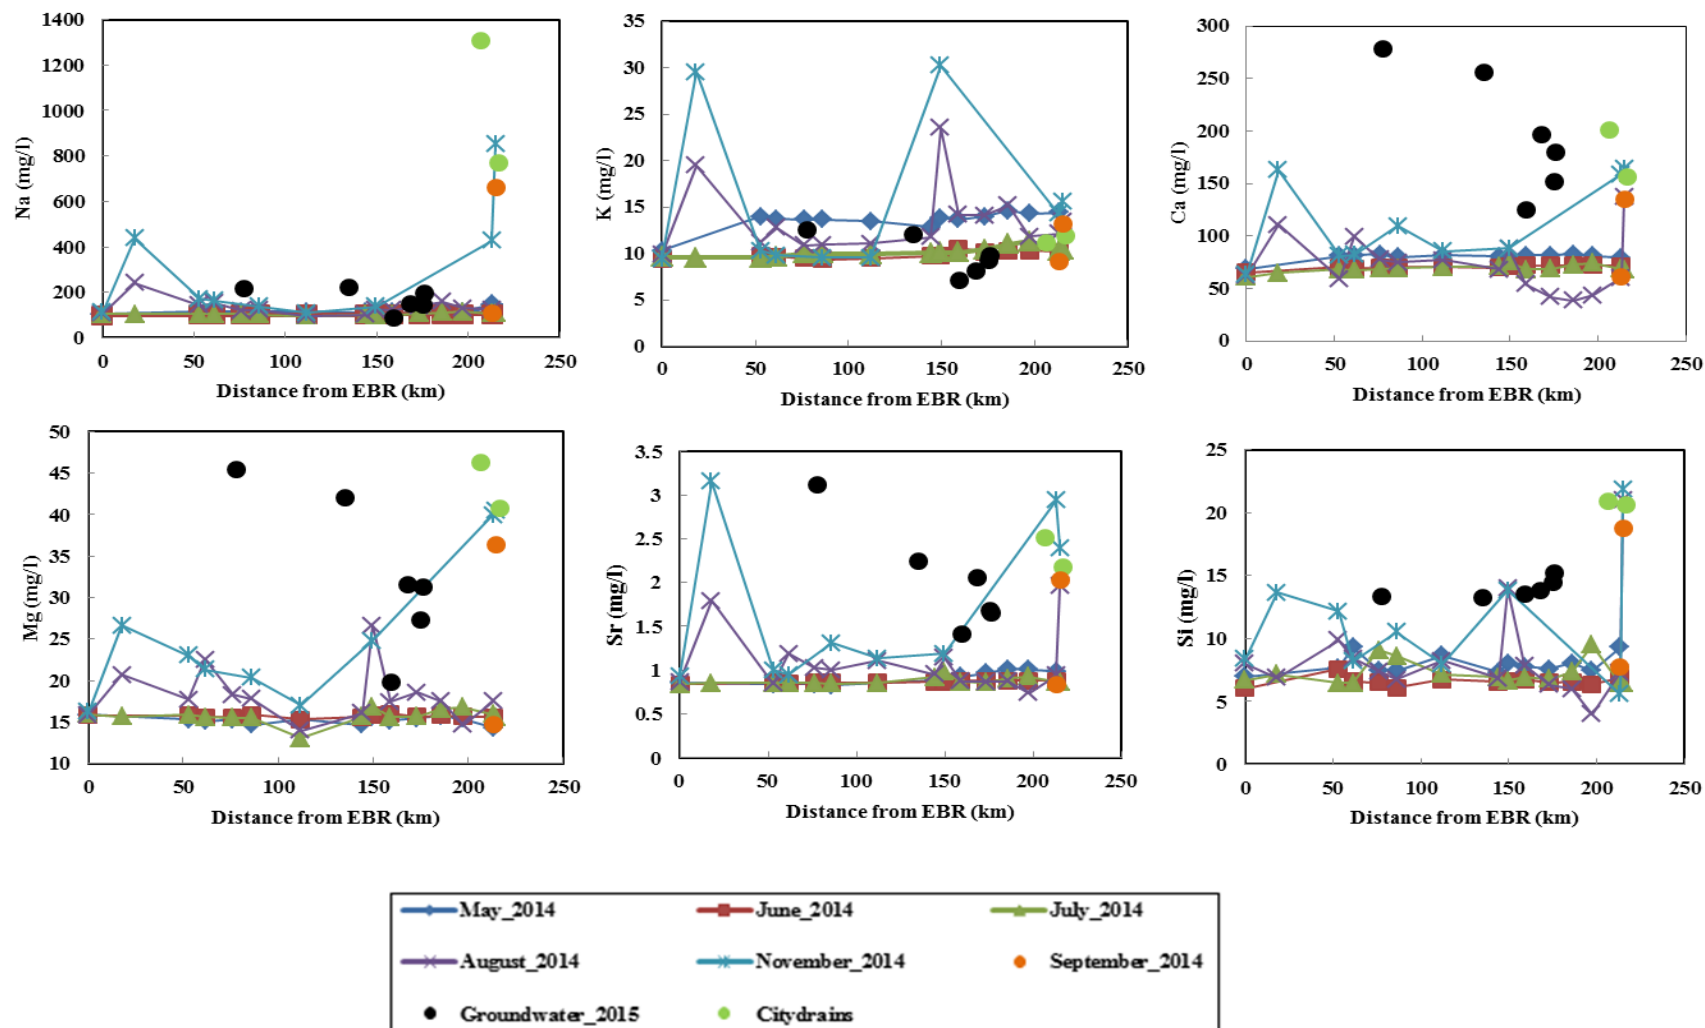 1400
1200
1000
800
600
400
200
0
Na (mg/l)
0 50 100 150 200 250
Distance from EBR (km)
35
30
25
20
15
10
5
0
K (mg/l)
0 50 100 150 200 250
Distance from EBR (km)
300
250
200
150
100
50
0
Ca (mg/l)
0 50 100 150 200 250
Distance from EBR (km)
50
45
40
35
30
25
20
15
10
Mg (mg/l)
0 50 100 150 200 250
Distance from EBR (km)
3.5
3
2.5
2
1.5
1
0.5
0
Sr (mg/l)
0 50 100 150 200 250
Distance from EBR (km)
25
20
15
10
5
0
Si (mg/l)
0 50 100 150 200 250
Distance from EBR (km)
May_2014 June_2014 July_2014
August_2014 November_2014 September_2014
Groundwater_2015 Citydrains